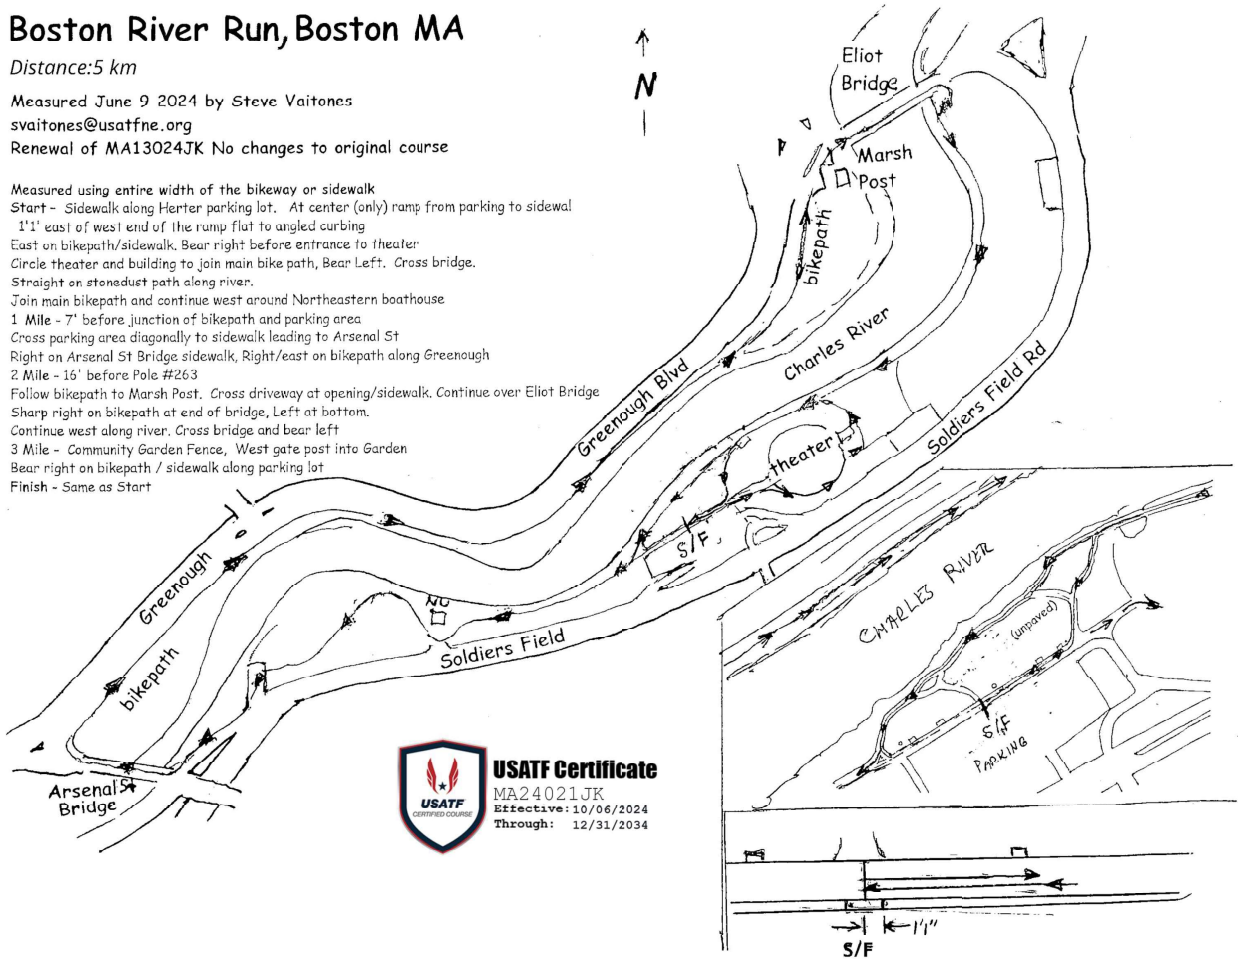 Boston River Run, Boston MA
Distance:5 km
Measured June 9 2024 by Steve Vaitones
svaitones@usatfne.org
Renewal of MA13024JK No changes to original course
Measured using entire width of the bikeway or sidewalk
Start - Sidewalk along Herter parking lot. At center (only) ramp from parking to sidewal
1'1' east of west end of the ramp flat to angled curbing
East on bikepath/sidewalk. Bear right before entrance to theater
Circle theater and building to join main bike path, Bear Left. Cross bridge.
Straight on stonedust path along river.
Join main bikepath and continue west around Northeastern boathouse
1 Mile - 7' before junction of bikepath and parking area
Cross parking area diagonally to sidewalk leading to Arsenal St
Right on Arsenal St Bridge sidewalk, Right/east on bikepath along Greenough
2 Mile - 16' before Pole #263
Follow bikepath to Marsh Post. Cross driveway at opening/sidewalk. Continue over Eliot Bridge
Sharp right on bikepath at end of bridge, Left at bottom.
Continue west along river. Cross bridge and bear left
3 Mile - Community Garden Fence, West gate post into Garden
Bear right on bikepath / sidewalk along parking lot
Finish - Same as Start
N
Eliot
Bridge
Marsh
Post
bikepath
Charles River
Greenough Blvd
Soldiers Field Rd
theater
S/F
Greenough
bikepath
NU
Soldiers Field
Arsenal St
Bridge
CHARLES RIVER
(unpaved)
S/F
PARKING
USATF
CERTIFIED COURSE
USATF Certificate
MA24021JK
Effective: 10/06/2024
Through: 12/31/2034
1'1"
S/F